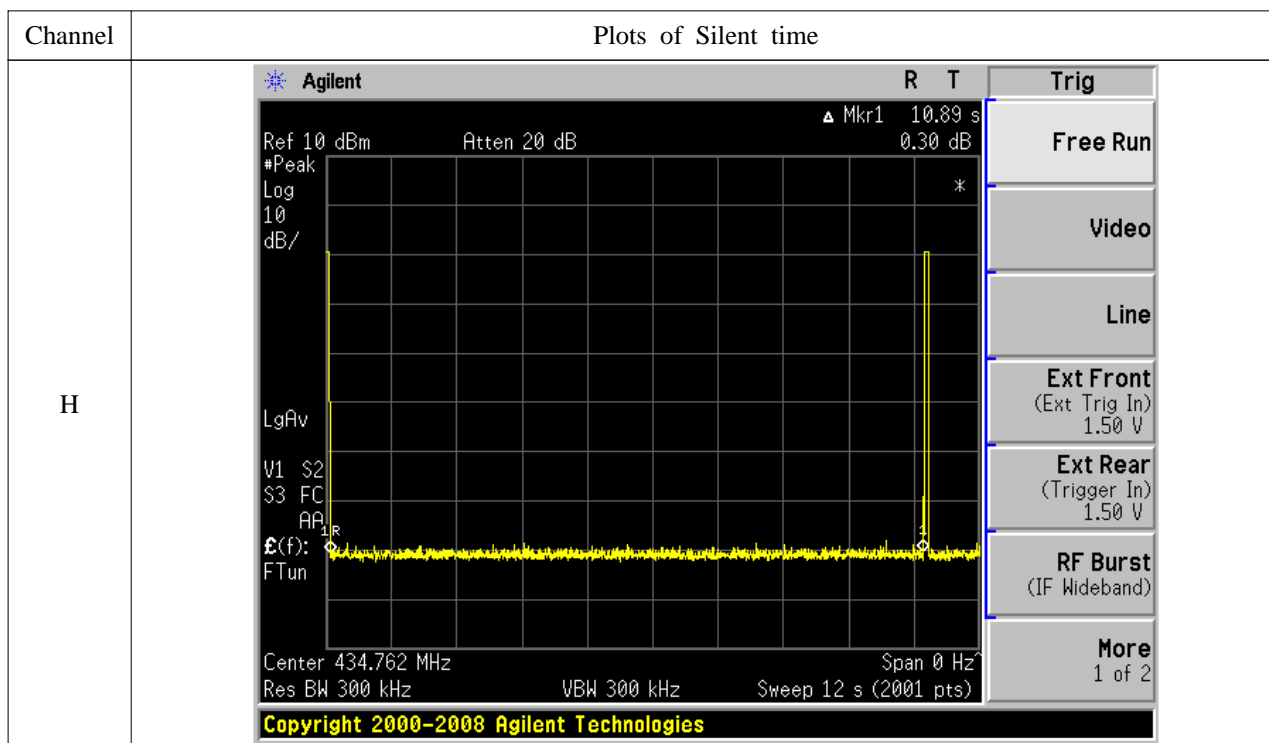 Channel Plots of Silent time
H
Agilent R T Trig
Δ Mkr1 10.89 s
Ref 10 dBm Atten 20 dB 0.30 dB
#Peak
Log
10
dB/
*
LgAv
V1 S2
S3 FC
AA
£(f):
FTun
1R
1
Center 434.762 MHz Span 0 Hz^
Res BW 300 kHz VBW 300 kHz Sweep 12 s (2001 pts)
Copyright 2000-2008 Agilent Technologies
Free Run
Video
Line
Ext Front
(Ext Trig In)
1.50 V
Ext Rear
(Trigger In)
1.50 V
RF Burst
(IF Wideband)
More
1 of 2